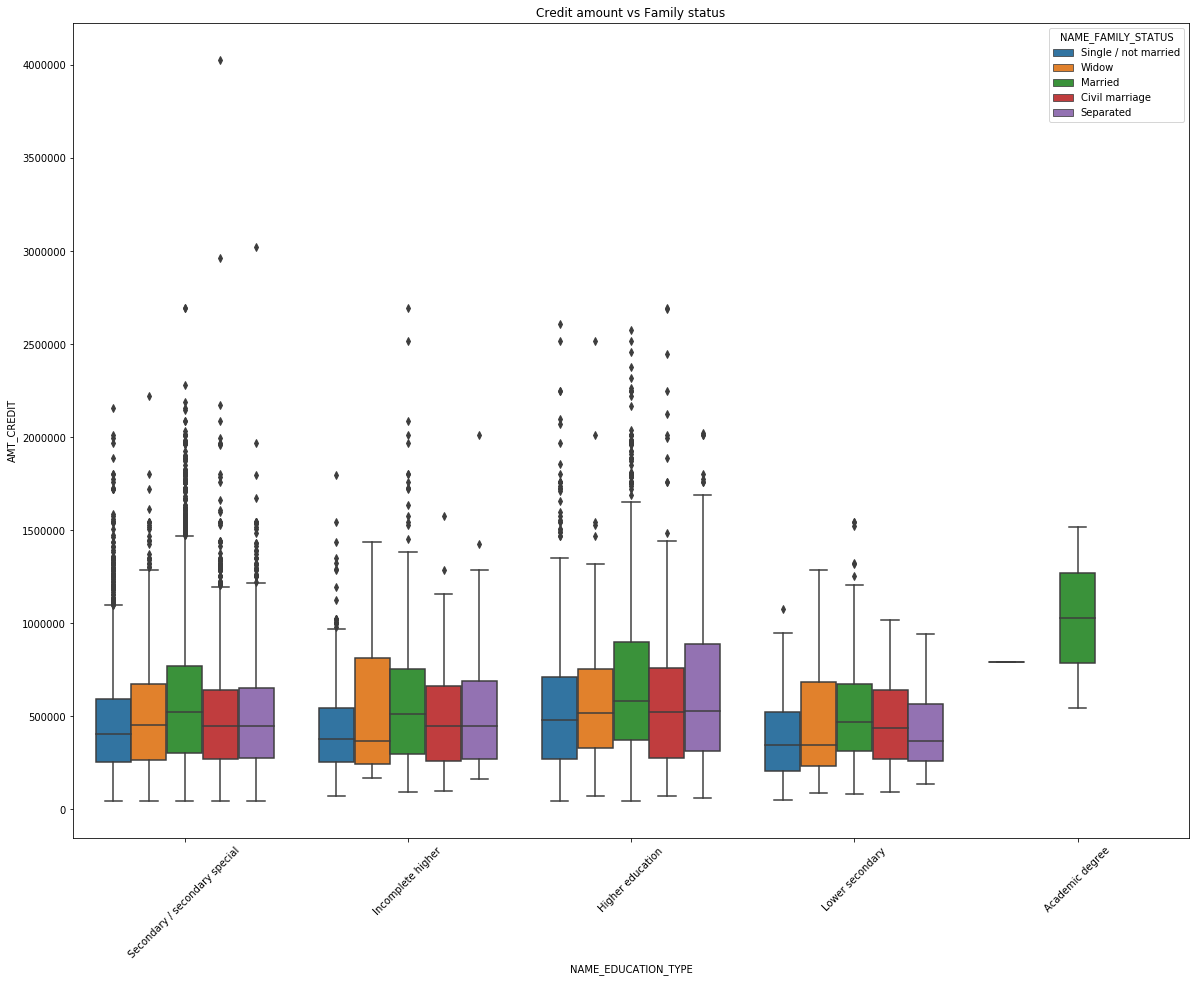 Credit amount vs Family status
NAME_FAMILY_STATUS
Single / not married
Widow
Married
Civil marriage
Separated
4000000
3500000
3000000
2500000
2000000
1500000
1000000
500000
0
AMT_CREDIT
Secondary / secondary special
Incomplete higher
Higher education
Lower secondary
Academic degree
NAME_EDUCATION_TYPE